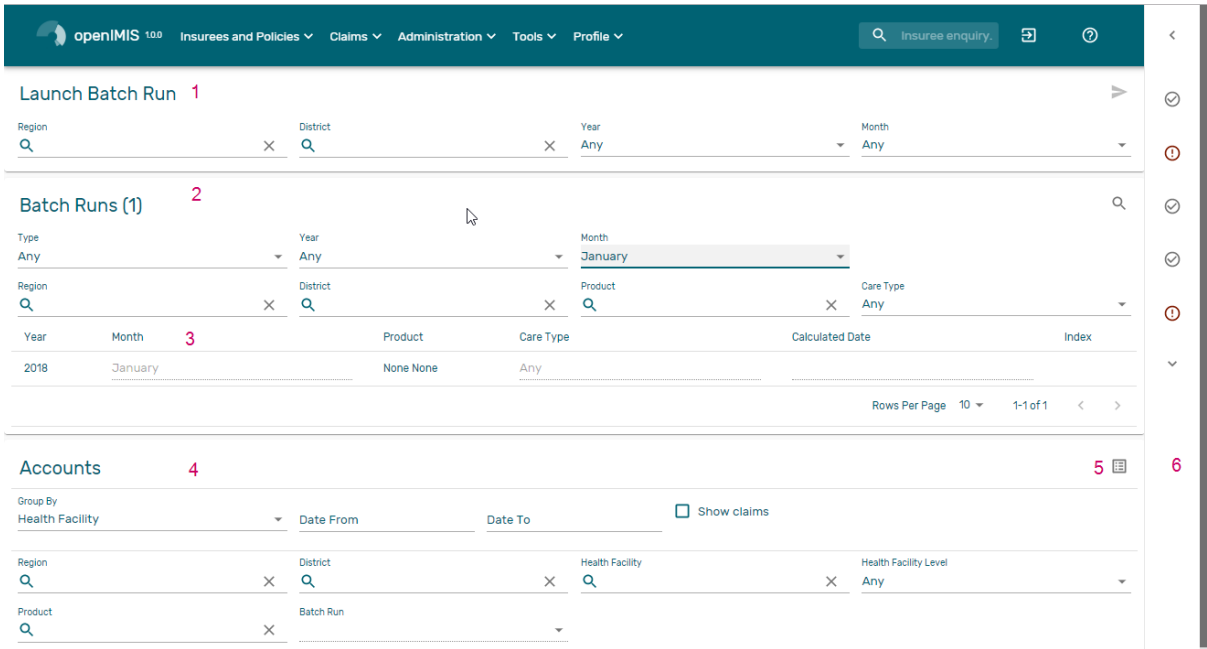 openIMIS 1.0.0 Insurees and Policies Claims Administration Tools Profile Insuree enquiry.
Launch Batch Run 1
Region District Year Month
Any Any
Batch Runs (1) 2
Type Year Month
Any Any January
Region District Product Care Type
Any
Year Month 3 Product Care Type Calculated Date Index
2018 January None None Any
Rows Per Page 10 1-1 of 1
Accounts 4 5 6
Group By
Health Facility Date From Date To Show claims
Region District Health Facility Health Facility Level
Any
Product Batch Run